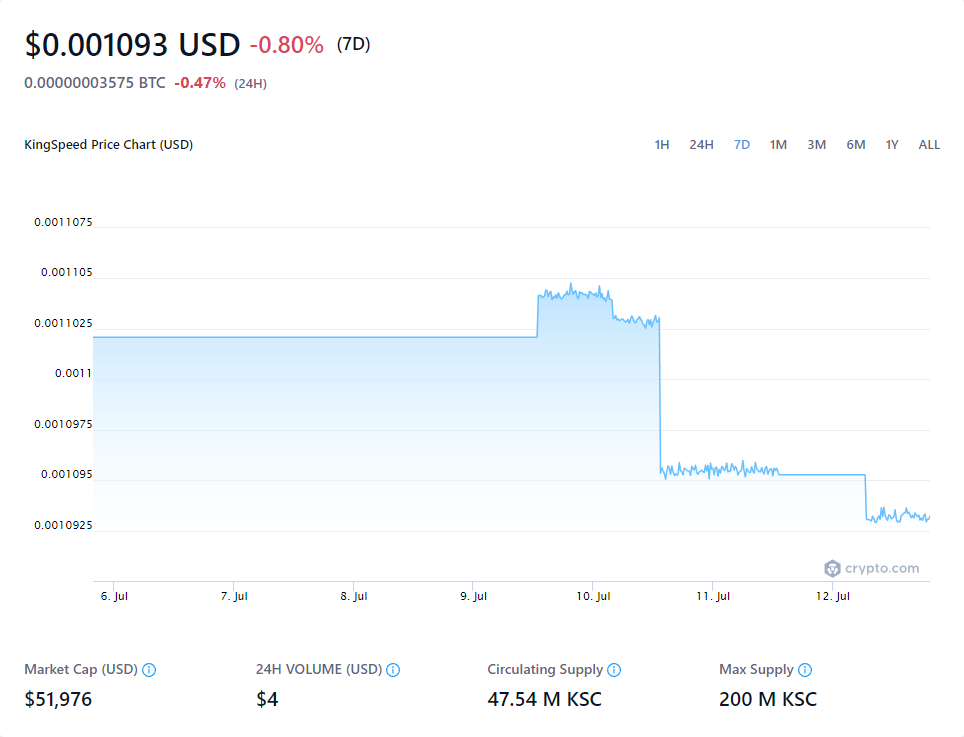 $0.001093 USD -0.80% (7D)
0.00000003575 BTC -0.47% (24H)
KingSpeed Price Chart (USD) 1H 24H 7D 1M 3M 6M 1Y ALL
0.0011075
0.001105
0.0011025
0.0011
0.0010975
0.001095
0.0010925
crypto.com
6. Jul 7. Jul 8. Jul 9. Jul 10. Jul 11. Jul 12. Jul
Market Cap (USD) 24H VOLUME (USD) Circulating Supply Max Supply
$51,976 $4 47.54 M KSC 200 M KSC